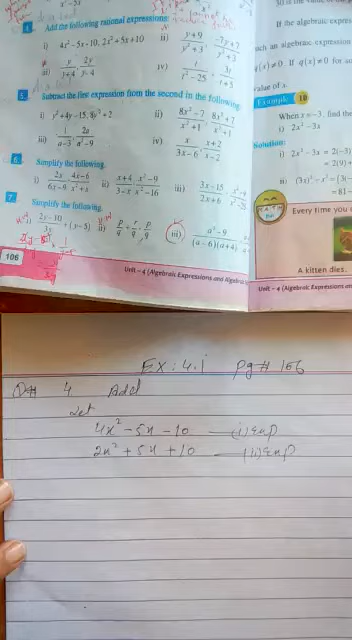 4. Add the following rational expressions:
i) 4x²-5x-10, 2x²+5x+10 ii) y+9/y²+3, -7y+2/y²+3
iii) y/y+4, 2y/y-4 iv) t/t²-25, 3t/t+5
5. Subtract the first expression from the second in the following.
i) y²+4y-15, 8y²+2 ii) 8x²-7/x²+1, 8x²+7/x²+1
iii) 1/a-3, 2a/a²-9 iv) x/3x-6, x+2/x-2
6. Simplify the following.
i) 2x/6x-9 4x-6/x²+x ii) x+4/3-x, x²-9/x²-16 iii) 3x-15/2x+6
7. Simplify the following.
i) 2y-10/3y ÷ (y-5) ii) p/q ÷ r/q . p/q iii) a²-9/(a-6)(a+4)
106
Unit – 4 (Algebraic Expressions and Algebraic
If the algebraic express
such an algebraic expression
q(x)≠0. If q(x)≠0 for
value of x.
Example 10
When x=-3, find the
i) 2x²-3x
Solution:
i) 2x²-3x = 2(-3)
= 2(9)+
ii) (3x)²-x²=[3(-
=81-
Every time you
A kitten dies.
Unit – 4 (Algebraic Expressions an
Ex: 4.1 Pg# 106
Q# 4 Add
Let
4x² - 5x - 10 —(i) Exp
2x² + 5x + 10 —(ii) Exp